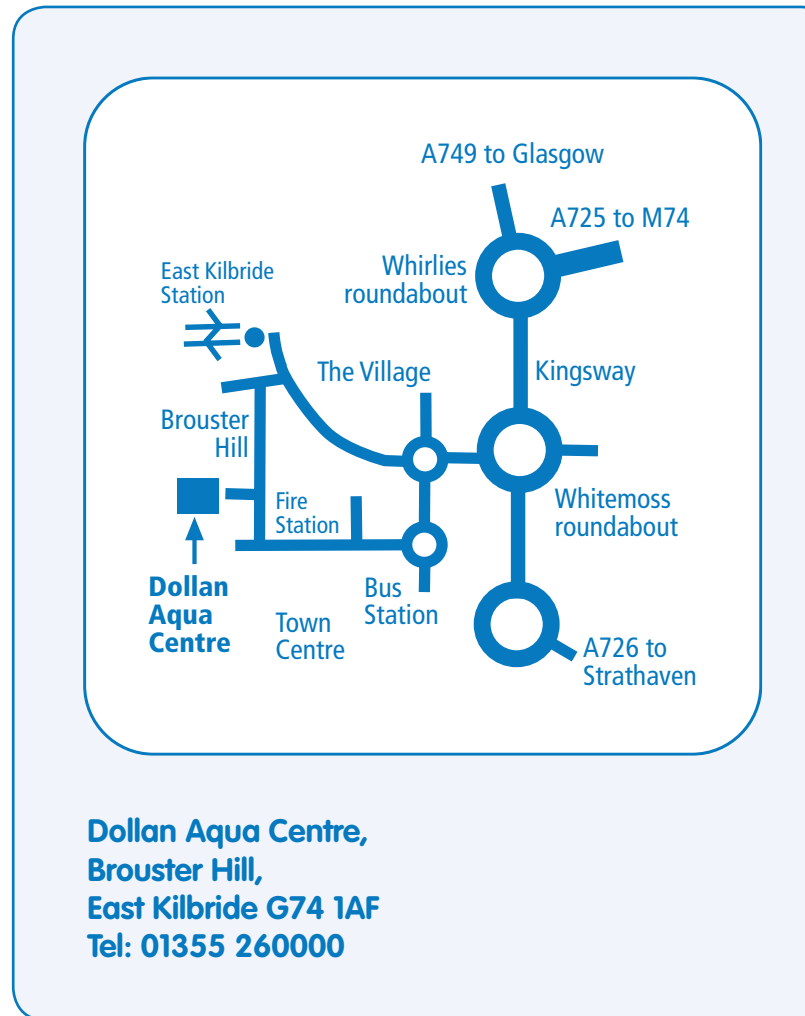 A749 to Glasgow
A725 to M74
Whirlies
roundabout
East Kilbride
Station
The Village
Kingsway
Brouster
Hill
Fire
Station
Whitemoss
roundabout
Dollan
Aqua
Centre
Bus
Station
Town
Centre
A726 to
Strathaven
Dollan Aqua Centre,
Brouster Hill,
East Kilbride G74 1AF
Tel: 01355 260000